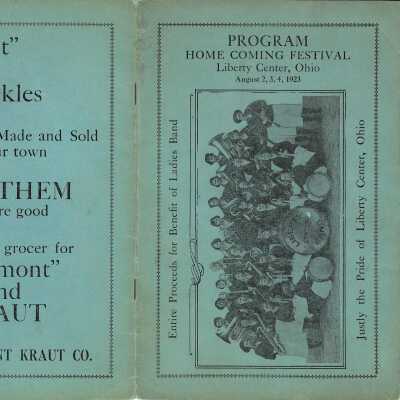 t"
kles
Made and Sold
ur town
THEM
re good
grocer for
mont"
nd
AUT
NT KRAUT CO.
PROGRAM
HOME COMING FESTIVAL
Liberty Center, Ohio
August 2, 3, 4, 1923
Entire Proceeds for Benefit of Ladies Band
Justly the Pride of Liberty Center, Ohio